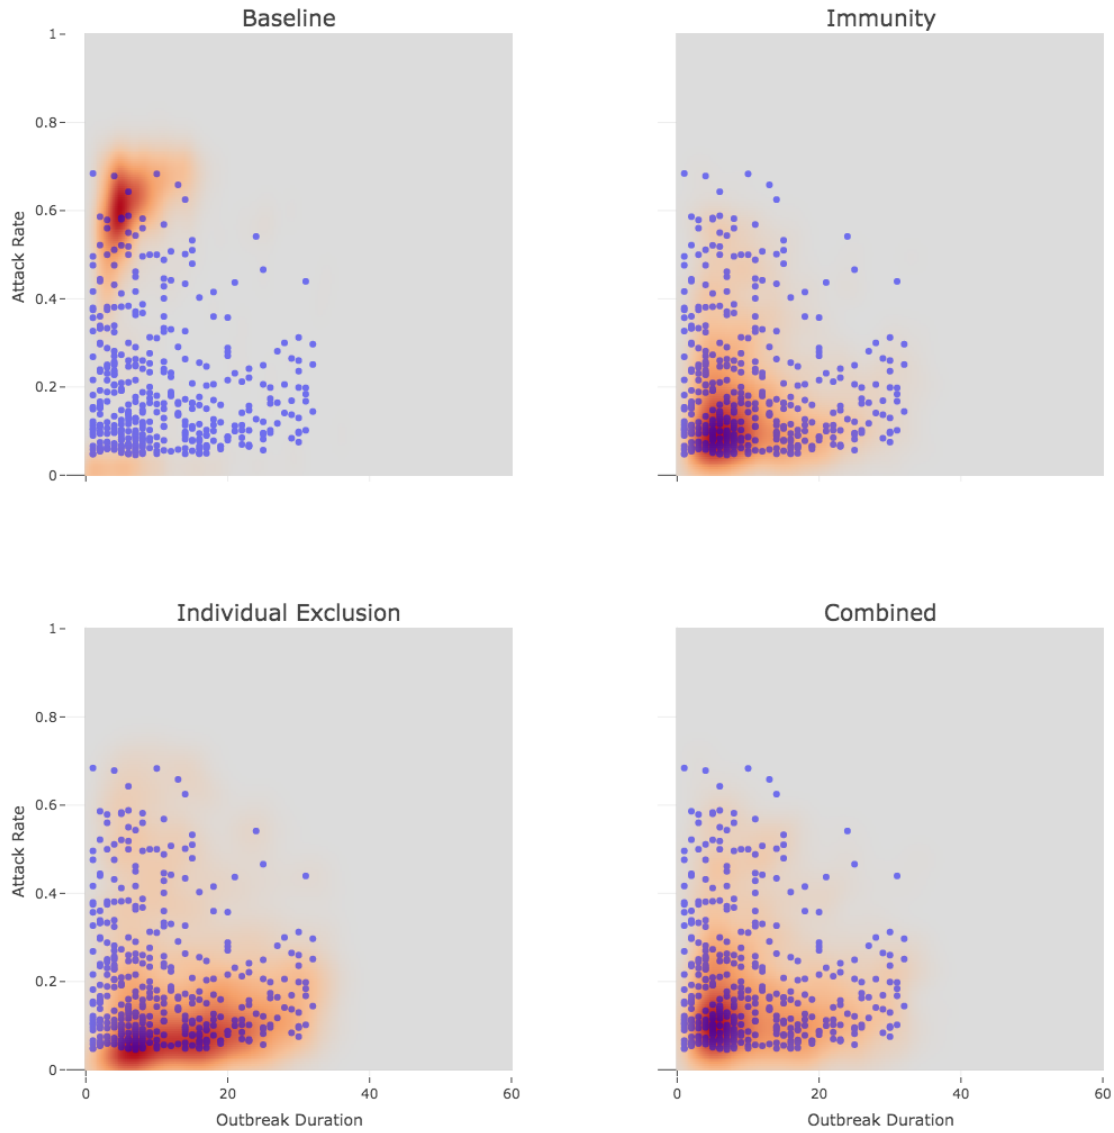 Baseline
Immunity
1
0.8
0.6
0.4
0.2
0
Attack Rate
Individual Exclusion
Combined
1
0.8
0.6
0.4
0.2
0
Attack Rate
0 20 40 60
0 20 40 60
Outbreak Duration
Outbreak Duration